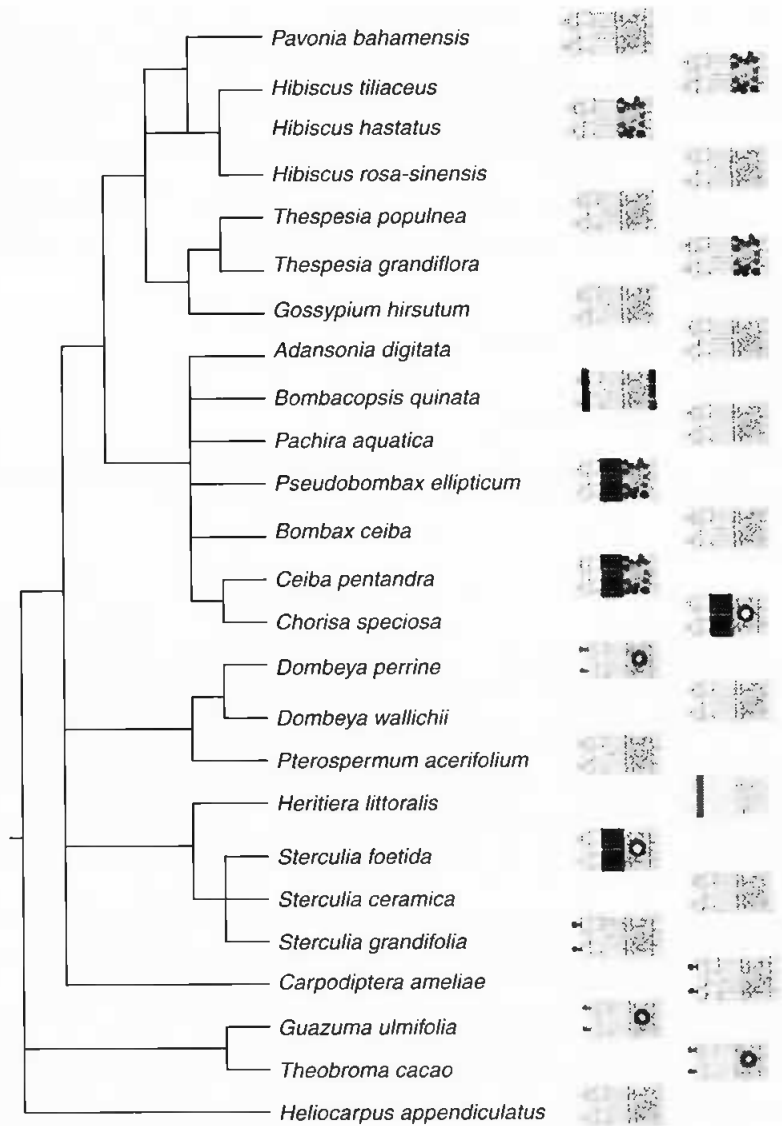 Pavonia bahamensis
Hibiscus tiliaceus
Hibiscus hastatus
Hibiscus rosa-sinensis
Thespesia populnea
Thespesia grandiflora
Gossypium hirsutum
Adansonia digitata
Bombacopsis quinata
Pachira aquatica
Pseudobombax ellipticum
Bombax ceiba
Ceiba pentandra
Chorisa speciosa
Dombeya perrine
Dombeya wallichii
Pterospermum acerifolium
Heritiera littoralis
Sterculia foetida
Sterculia ceramica
Sterculia grandifolia
Carpodiptera ameliae
Guazuma ulmifolia
Theobroma cacao
Heliocarpus appendiculatus